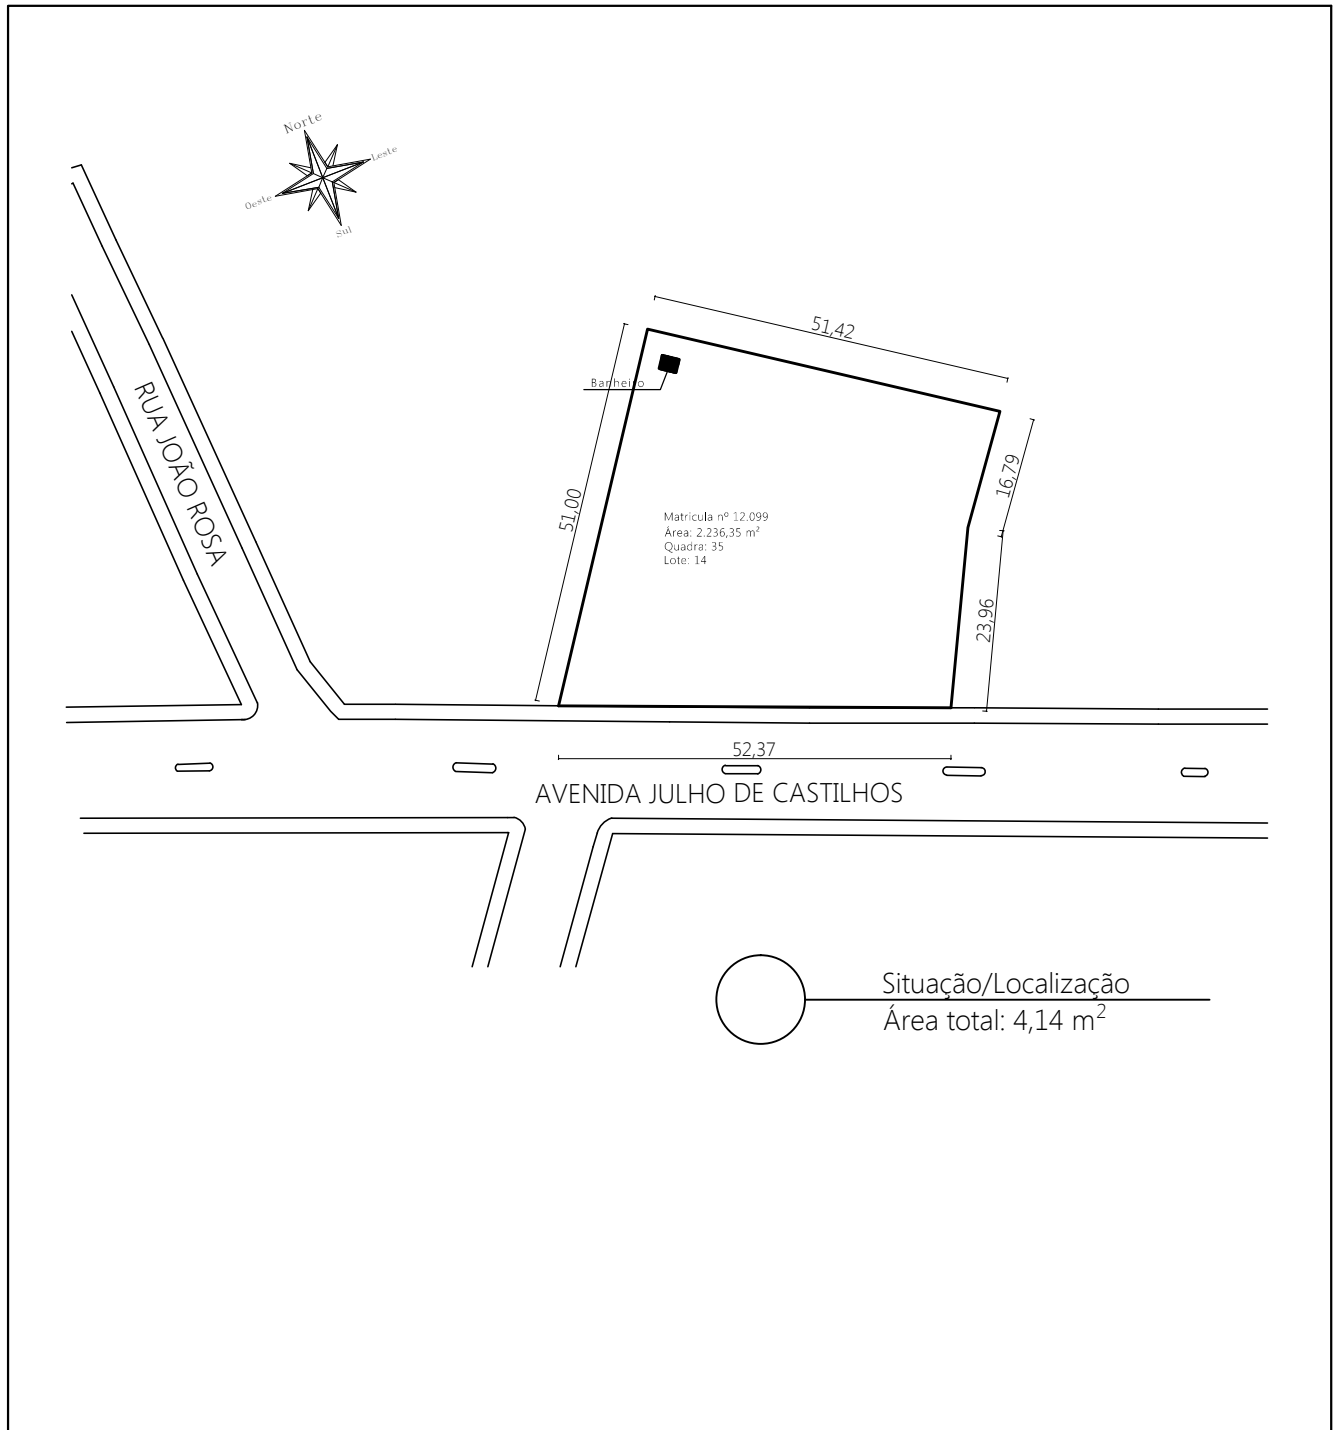 Norte
Leste
Oeste
Sul
51,42
Banheiro
RUA JOÃO ROSA
16,79
51,00
Matricula nº 12.099
Área: 2.236,35 m²
Quadra: 35
Lote: 14
23,96
52,37
AVENIDA JULHO DE CASTILHOS
Situação/Localização
Área total: 4,14 m²